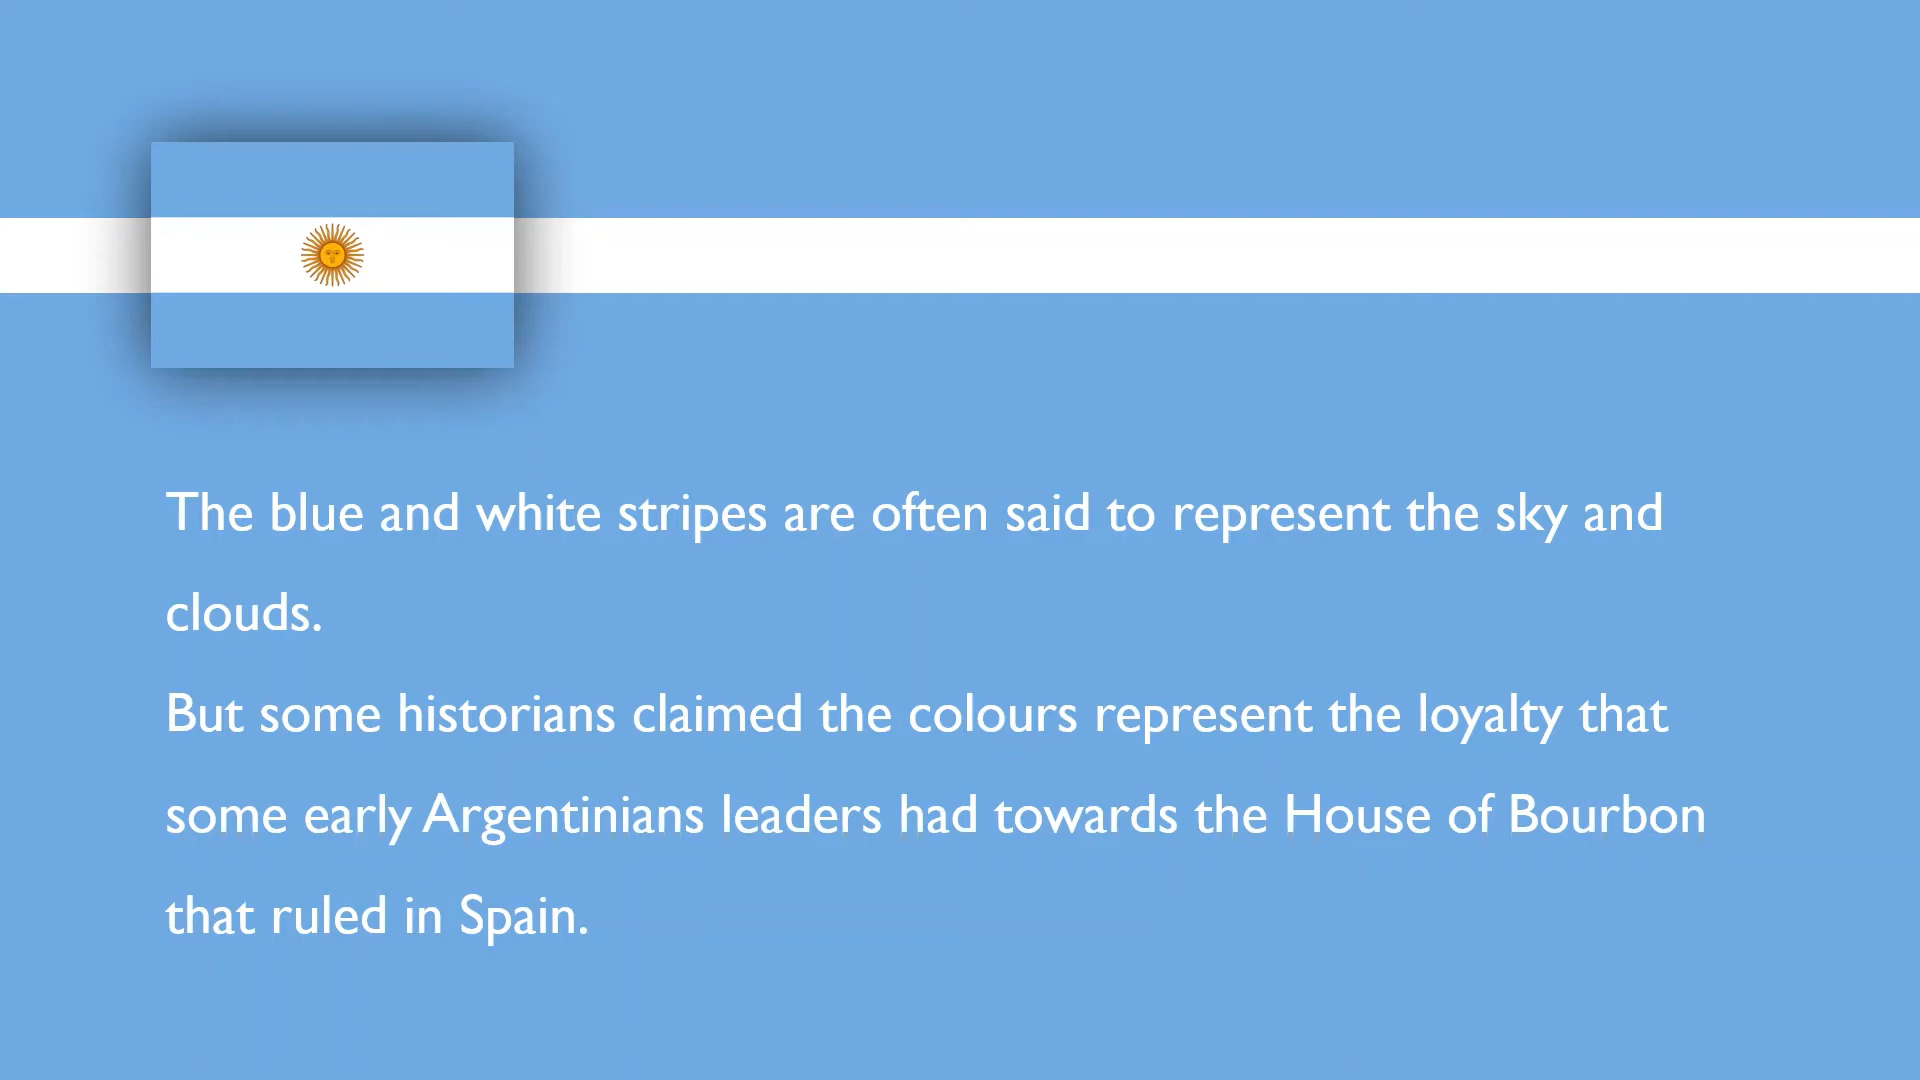 The blue and white stripes are often said to represent the sky and
clouds.
But some historians claimed the colours represent the loyalty that
some early Argentinians leaders had towards the House of Bourbon
that ruled in Spain.